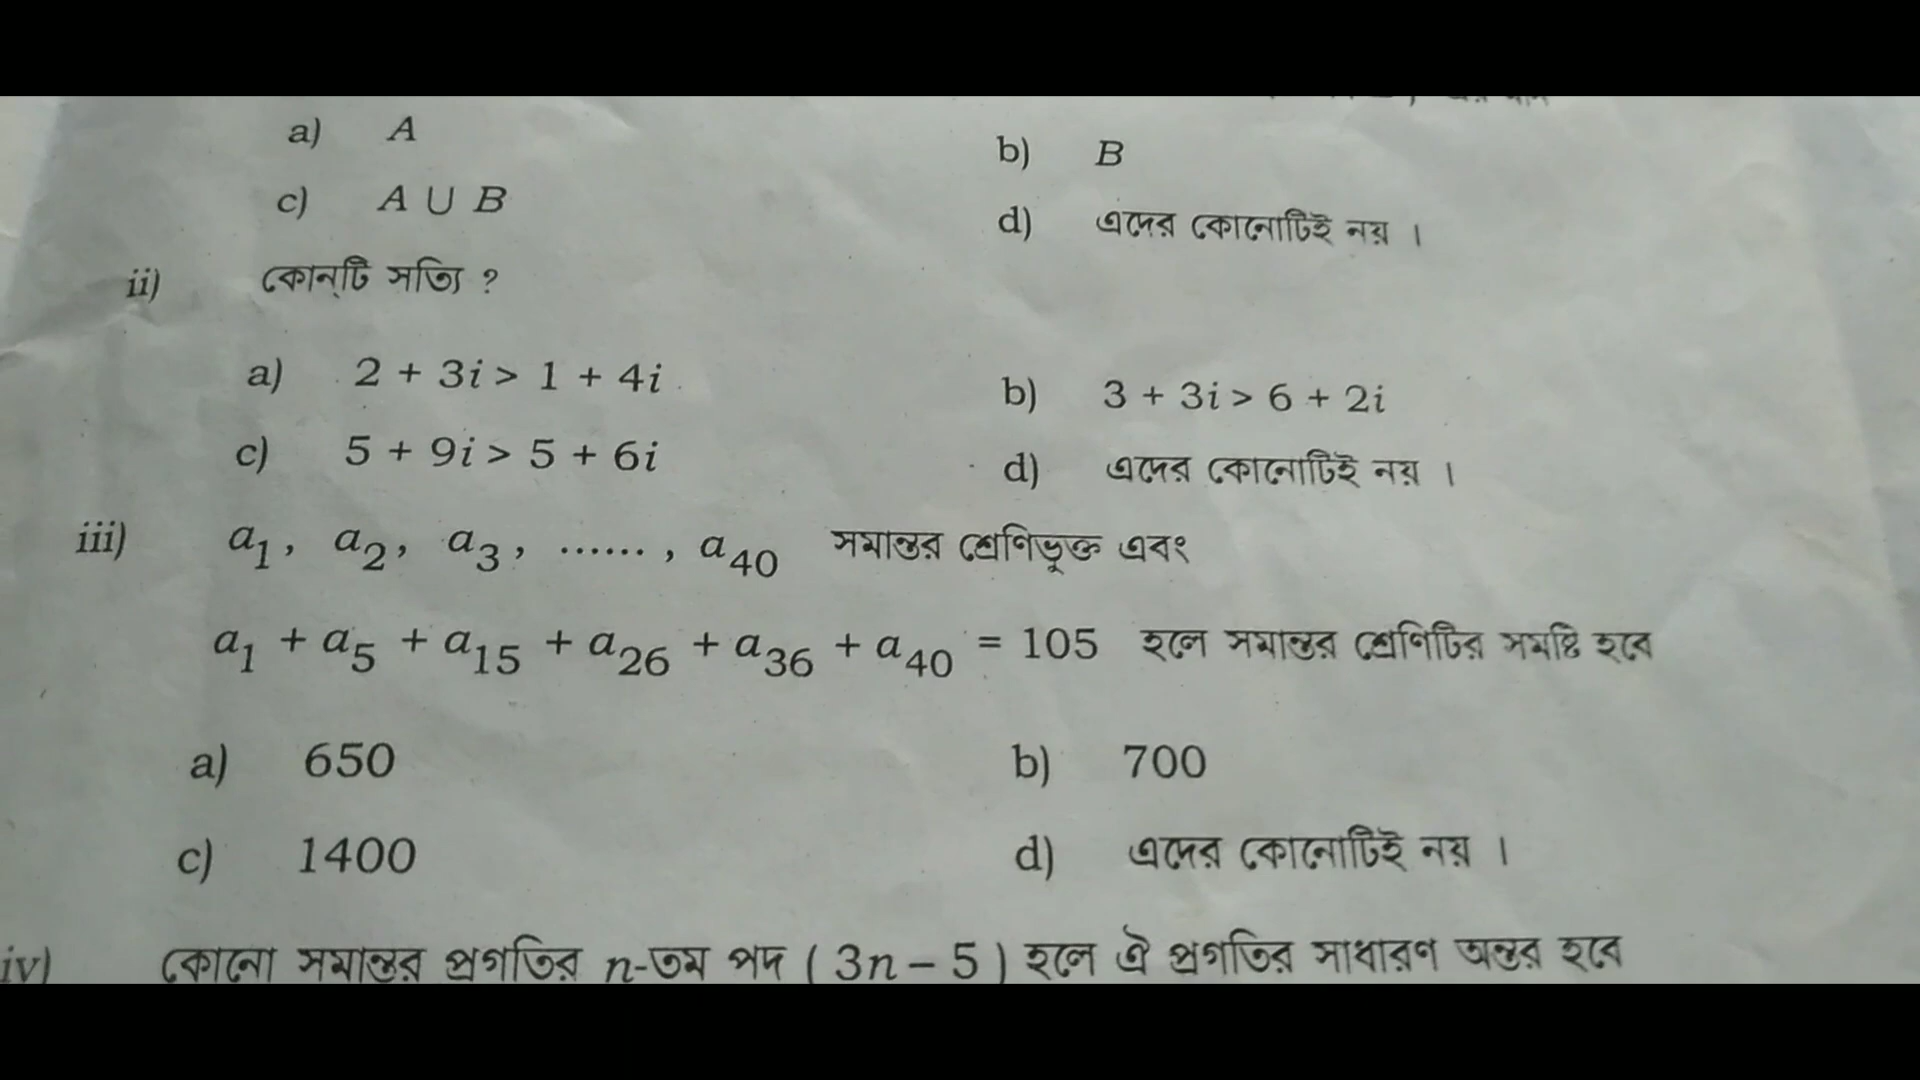 a) A
b) B
c) A ∪ B
d) এদের কোনোটিই নয় ।
ii) কোন্‌টি সত্যি ?
a) 2 + 3i > 1 + 4i
b) 3 + 3i > 6 + 2i
c) 5 + 9i > 5 + 6i
d) এদের কোনোটিই নয় ।
iii) a₁, a₂, a₃, ......, a₄₀ সমান্তর শ্রেণিভুক্ত এবং
a₁ + a₅ + a₁₅ + a₂₆ + a₃₆ + a₄₀ = 105 হলে সমান্তর শ্রেণিটির সমষ্টি হবে
a) 650
b) 700
c) 1400
d) এদের কোনোটিই নয় ।
iv) কোনো সমান্তর প্রগতির n-তম পদ ( 3n – 5 ) হলে ঐ প্রগতির সাধারণ অন্তর হবে